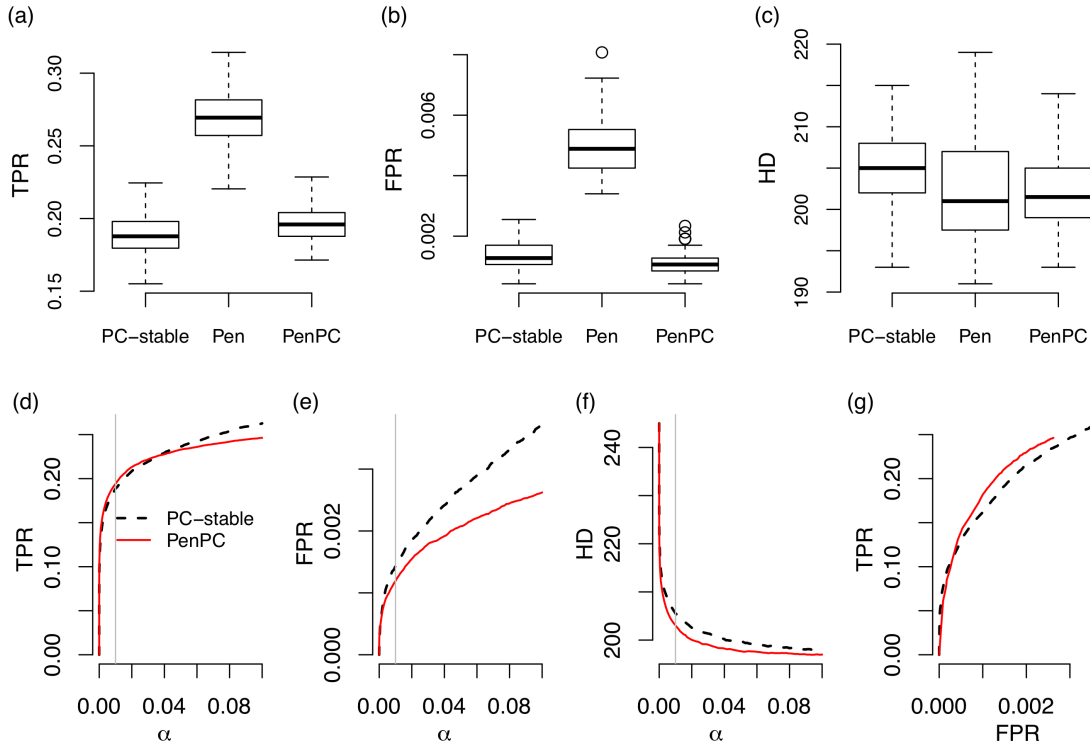 (a)
TPR
0.15 0.20 0.25 0.30
PC−stable Pen PenPC
(b)
FPR
0.002 0.006
PC−stable Pen PenPC
(c)
HD
190 200 210 220
PC−stable Pen PenPC
(d)
TPR
0.00 0.10 0.20
PC−stable
PenPC
0.00 0.04 0.08
α
(e)
FPR
0.000 0.002
0.00 0.04 0.08
α
(f)
HD
200 220 240
0.00 0.04 0.08
α
(g)
TPR
0.00 0.10 0.20
0.000 0.002
FPR